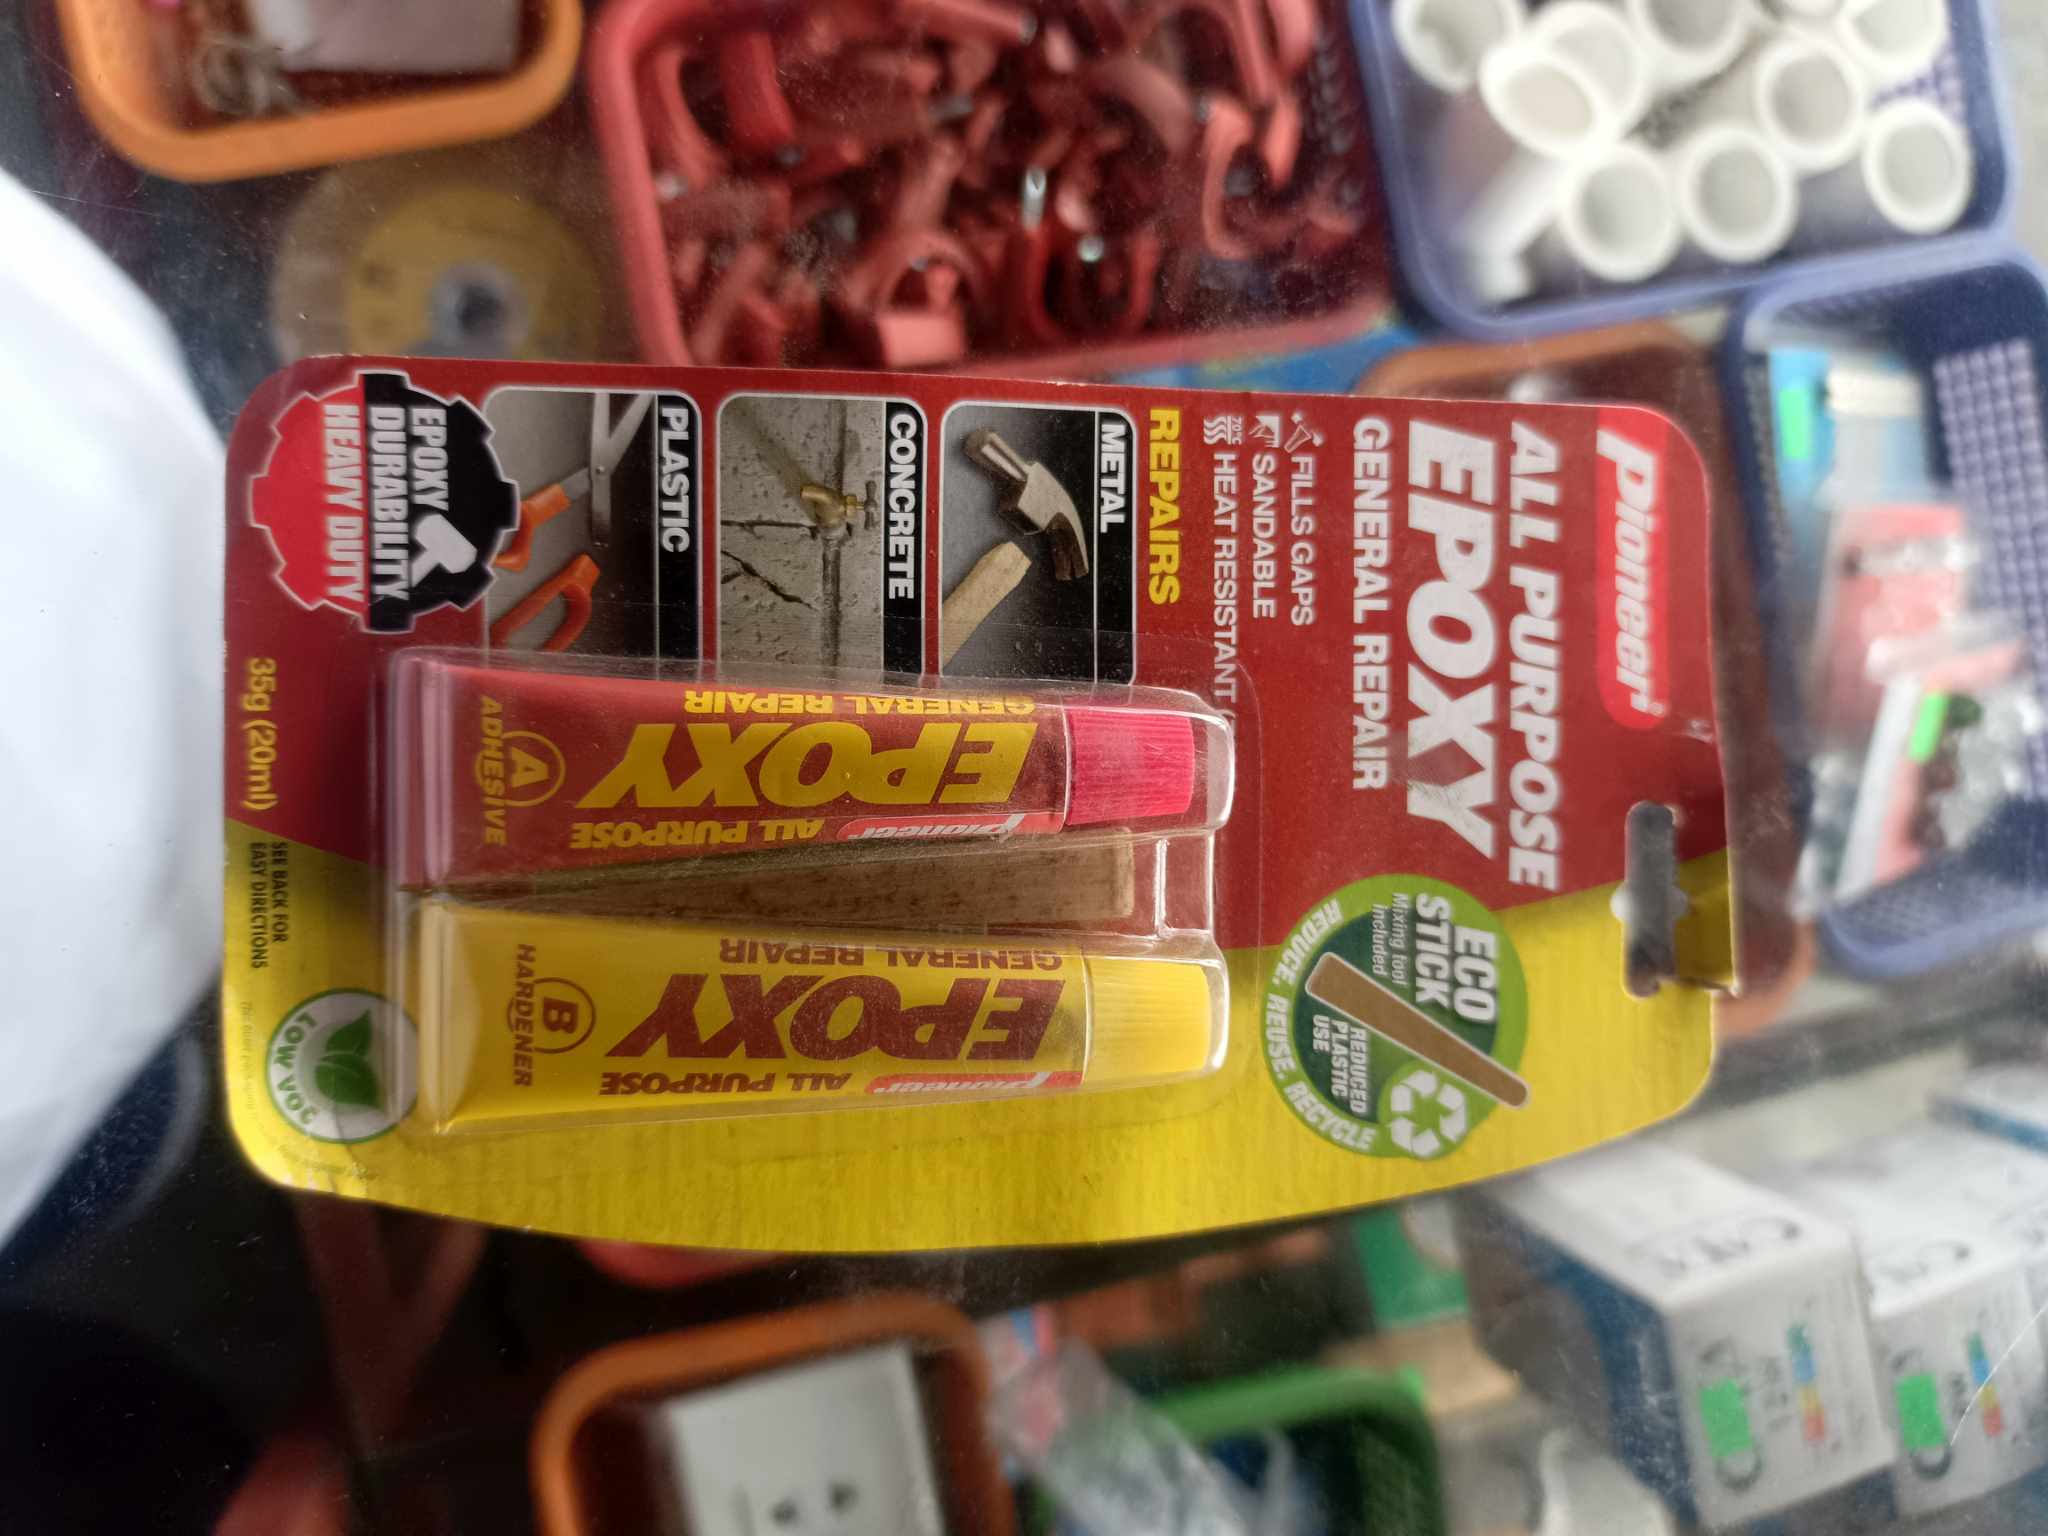 Pioneer
ALL PURPOSE
EPOXY
GENERAL REPAIR
FILLS GAPS
SANDABLE
70°C
HEAT RESISTANT
REPAIRS
METAL
CONCRETE
PLASTIC
EPOXY
DURABILITY
HEAVY DUTY
ECO
STICK
Mixing tool
included
REDUCED
PLASTIC
USE
REDUCE. REUSE. RECYCLE
Pioneer
ALL PURPOSE
EPOXY
GENERAL REPAIR
A
ADHESIVE
Pioneer
ALL PURPOSE
EPOXY
GENERAL REPAIR
B
HARDENER
35g (20ml)
SEE BACK FOR
EASY DIRECTIONS
LOW VOC